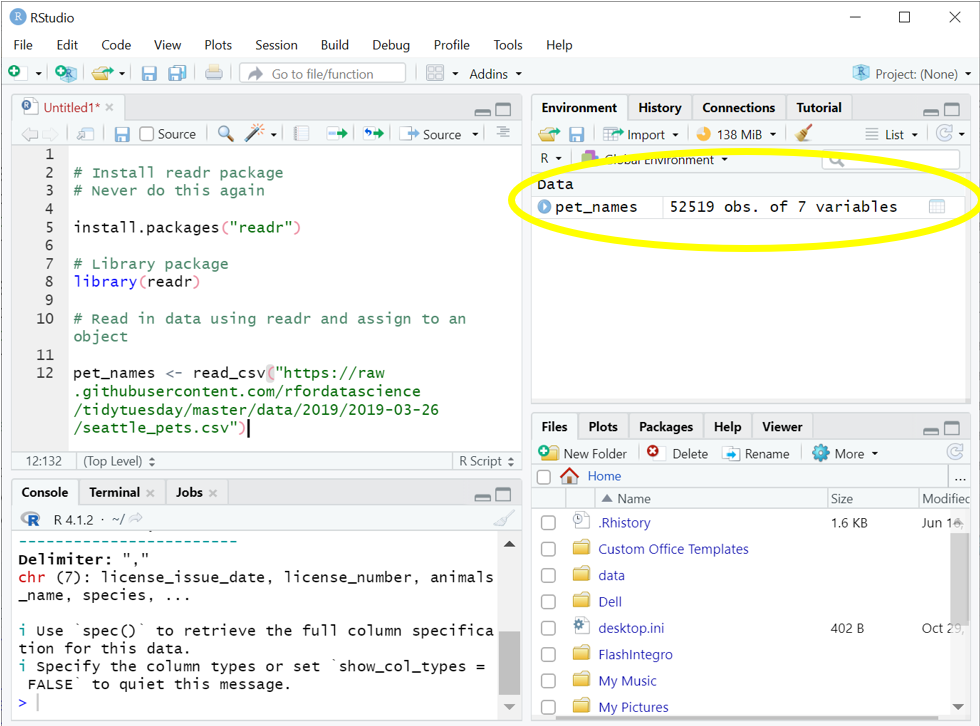 RStudio
File Edit Code View Plots Session Build Debug Profile Tools Help
Go to file/function Addins Project: (None)
Untitled1*
Source Source
1
2 # Install readr package
3 # Never do this again
4
5 install.packages("readr")
6
7 # Library package
8 library(readr)
9
10 # Read in data using readr and assign to an
object
11
12 pet_names <- read_csv("https://raw
.githubusercontent.com/rfordatascience
/tidytuesday/master/data/2019/2019-03-26
/seattle_pets.csv")
12:132 (Top Level) R Script
Console Terminal Jobs
R 4.1.2 · ~/
------------------------
Delimiter: ","
chr (7): license_issue_date, license_number, animals
_name, species, ...
i Use `spec()` to retrieve the full column specifica
tion for this data.
i Specify the column types or set `show_col_types =
FALSE` to quiet this message.
>
Environment History Connections Tutorial
Import 138 MiB List
R Global Environment
Data
pet_names 52519 obs. of 7 variables
Files Plots Packages Help Viewer
New Folder Delete Rename More
Home ...
Name Size Modified
.Rhistory 1.6 KB Jun 16,
Custom Office Templates
data
Dell
desktop.ini 402 B Oct 29,
FlashIntegro
My Music
My Pictures